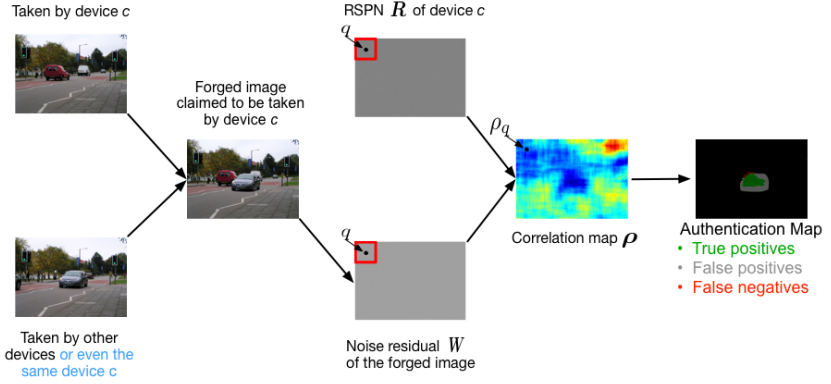 Taken by device c
RSPN R of device c
q
Forged image
claimed to be taken
by device c
ρq
Correlation map ρ
Authentication Map
• True positives
• False positives
• False negatives
q
Taken by other
devices or even the
same device c
Noise residual W
of the forged image